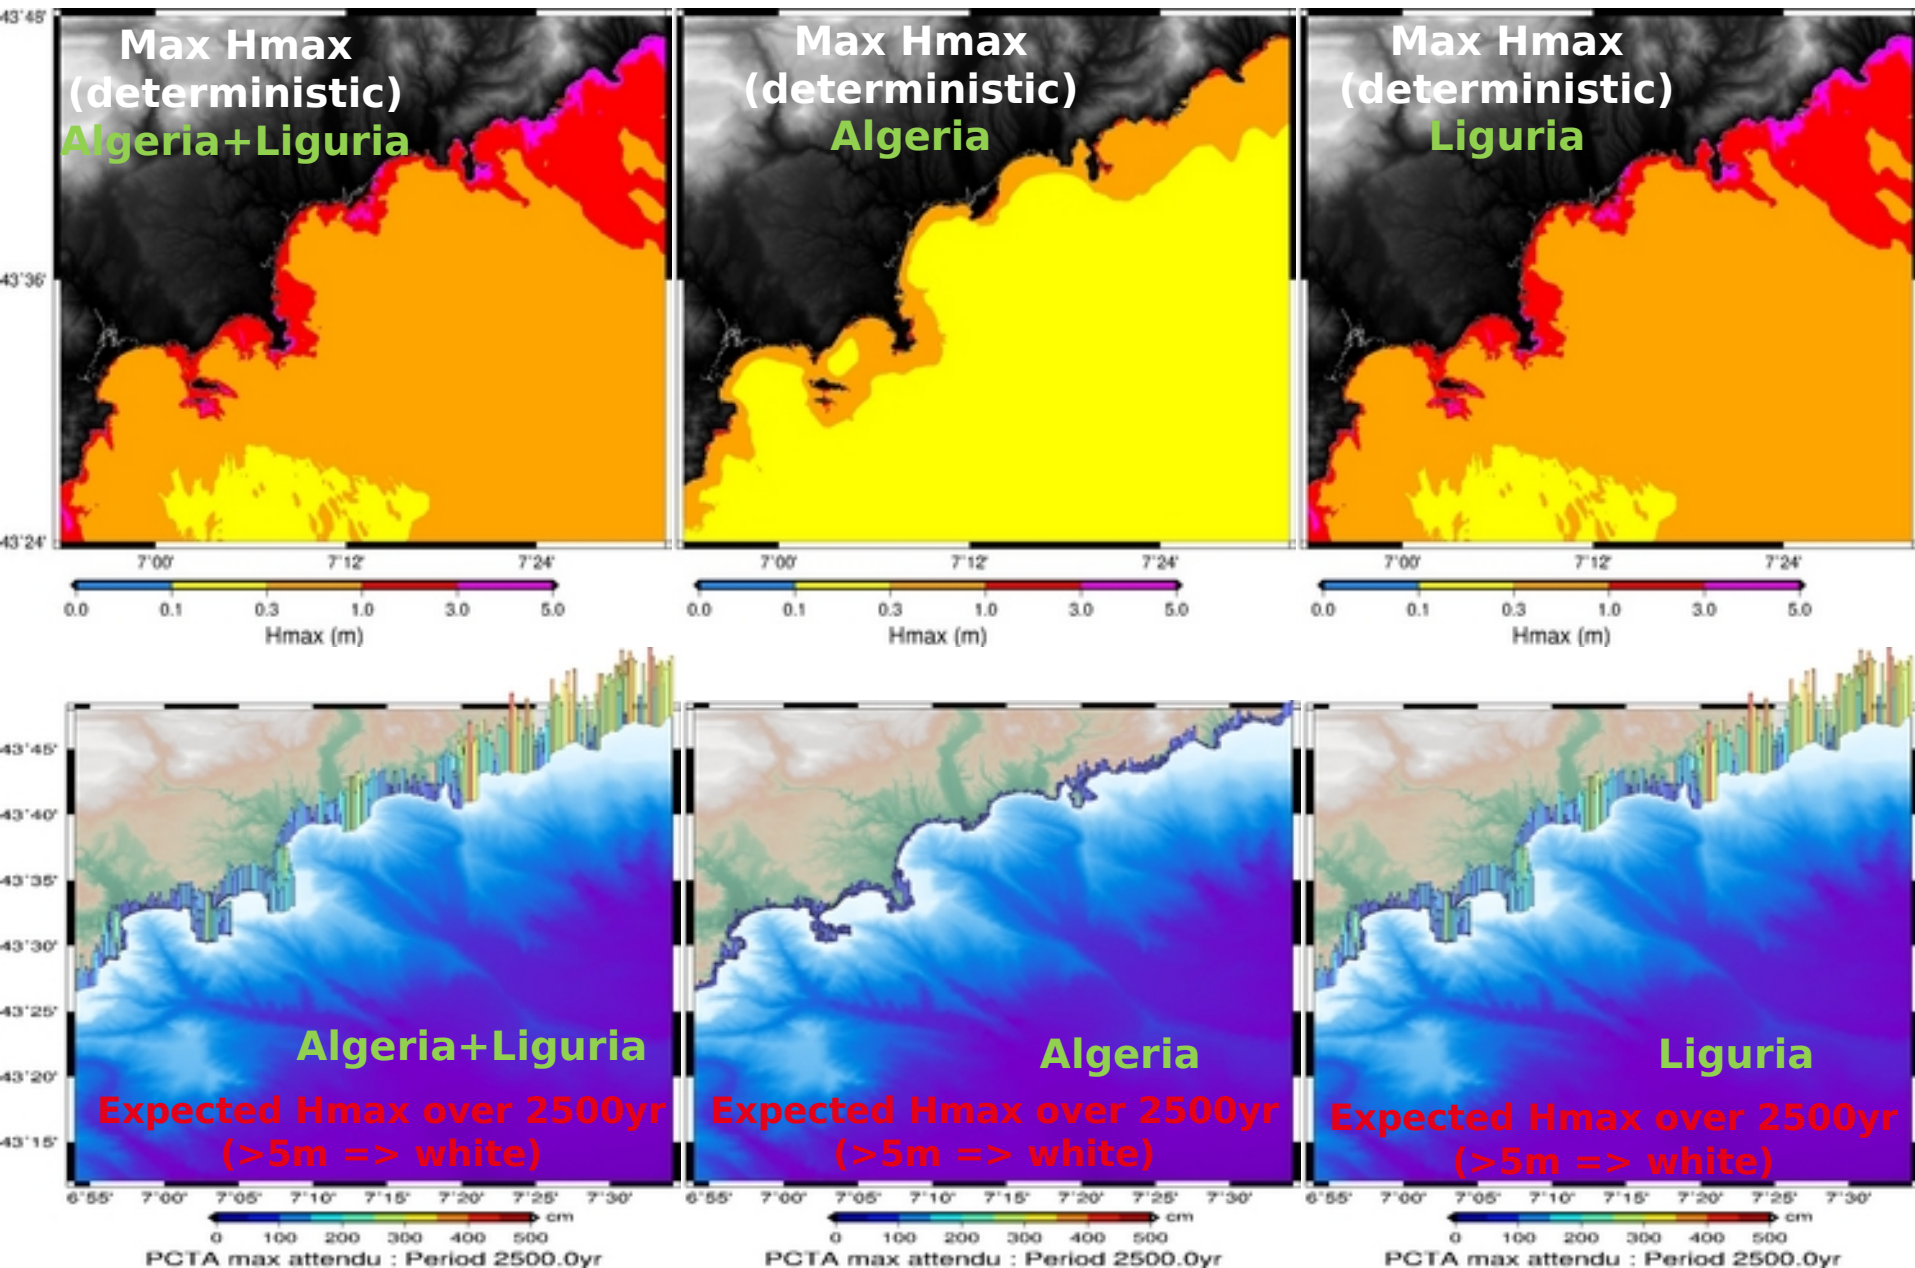 Max Hmax
(deterministic)
Algeria+Liguria
Max Hmax
(deterministic)
Algeria
Max Hmax
(deterministic)
Liguria
43˚48'
43˚36'
43˚24'
7˚00' 7˚12' 7˚24'
7˚00' 7˚12' 7˚24'
7˚00' 7˚12' 7˚24'
0.0 0.1 0.3 1.0 3.0 5.0
0.0 0.1 0.3 1.0 3.0 5.0
0.0 0.1 0.3 1.0 3.0 5.0
Hmax (m)
Hmax (m)
Hmax (m)
43˚45'
43˚40'
43˚35'
43˚30'
43˚25'
43˚20'
43˚15'
Algeria+Liguria
Expected Hmax over 2500yr
(>5m => white)
Algeria
Expected Hmax over 2500yr
(>5m => white)
Liguria
Expected Hmax over 2500yr
(>5m => white)
6˚55' 7˚00' 7˚05' 7˚10' 7˚15' 7˚20' 7˚25' 7˚30'
6˚55' 7˚00' 7˚05' 7˚10' 7˚15' 7˚20' 7˚25' 7˚30'
6˚55' 7˚00' 7˚05' 7˚10' 7˚15' 7˚20' 7˚25' 7˚30'
cm
0 100 200 300 400 500
PCTA max attendu : Period 2500.0yr
cm
0 100 200 300 400 500
PCTA max attendu : Period 2500.0yr
cm
0 100 200 300 400 500
PCTA max attendu : Period 2500.0yr